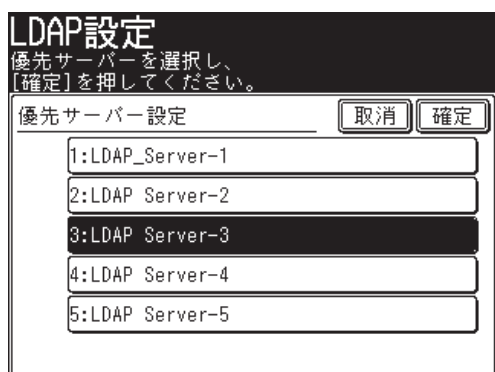 LDAP設定
優先サーバーを選択し、
[確定]を押してください。
優先サーバー設定 取消 確定
1:LDAP_Server-1
2:LDAP Server-2
3:LDAP Server-3
4:LDAP Server-4
5:LDAP Server-5